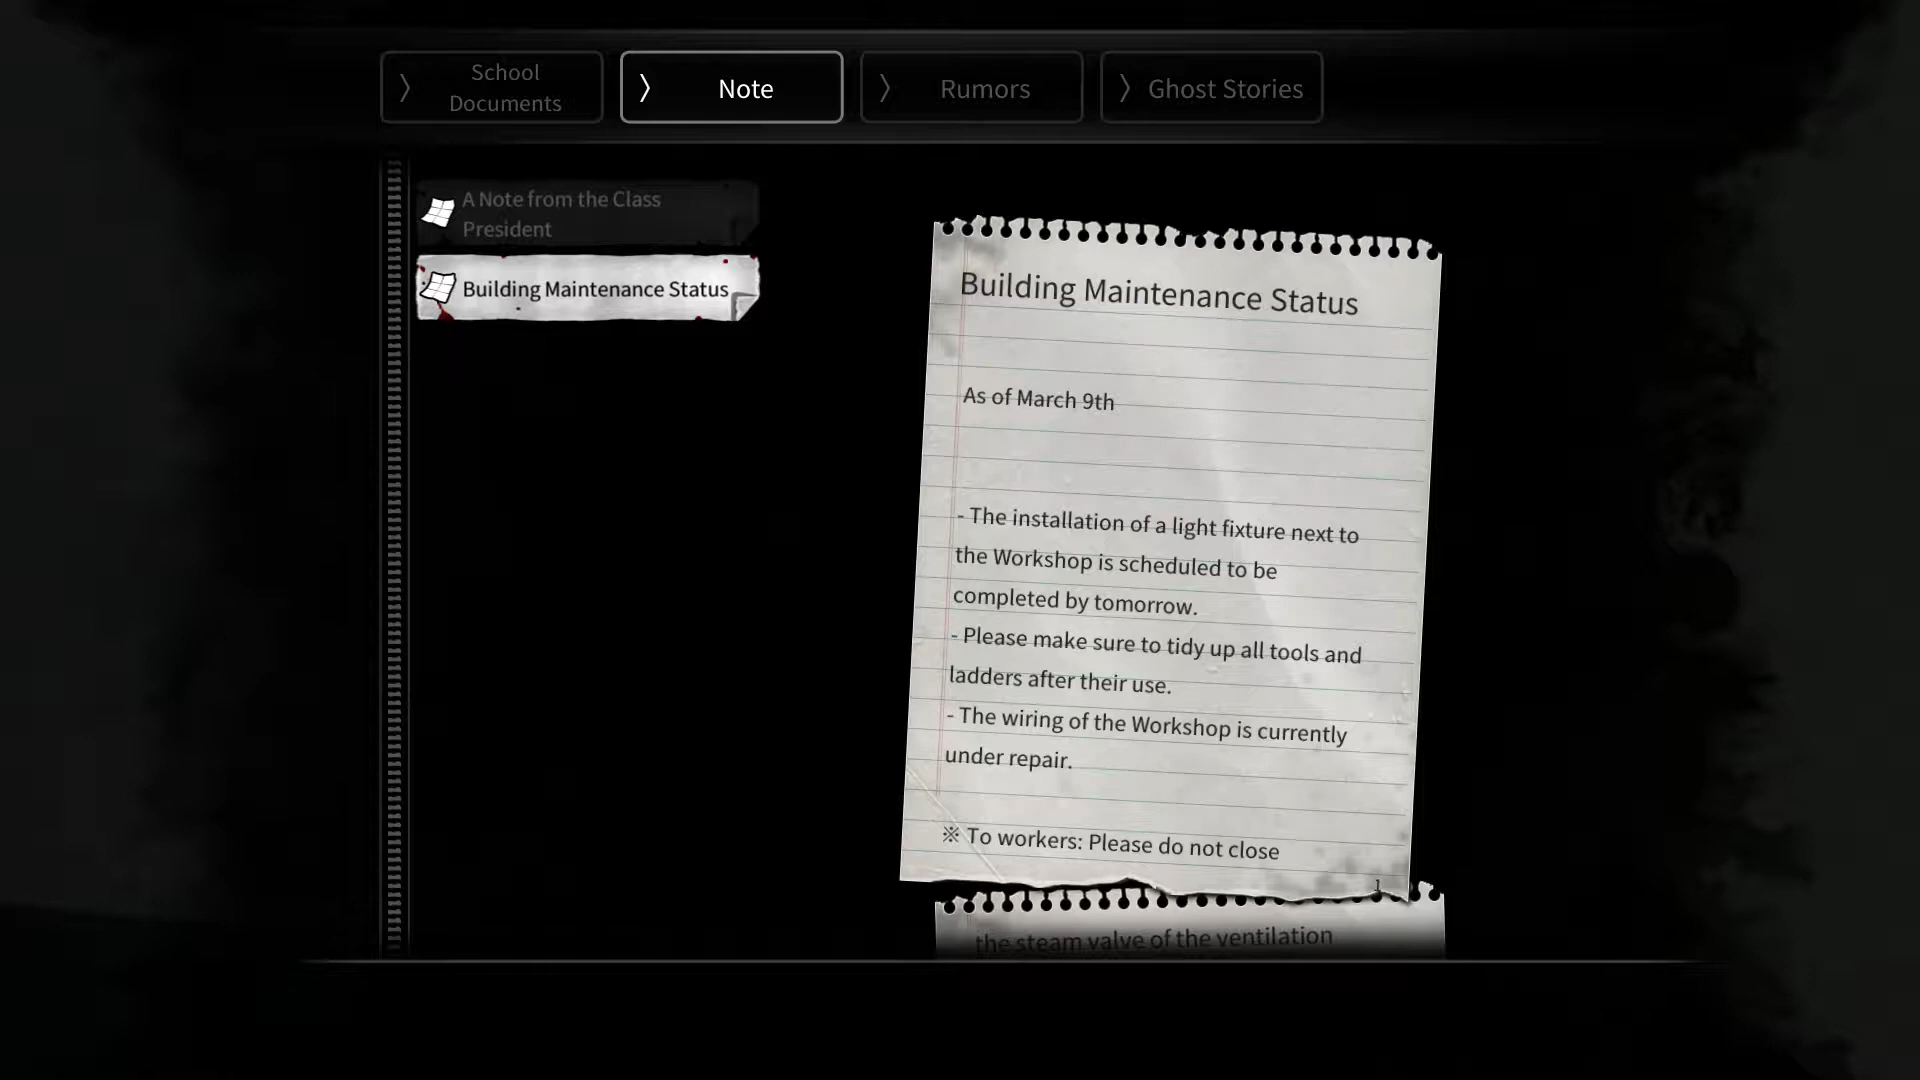 School
Documents
Note
Rumors
Ghost Stories
A Note from the Class
President
Building Maintenance Status
Building Maintenance Status
As of March 9th
- The installation of a light fixture next to
the Workshop is scheduled to be
completed by tomorrow.
- Please make sure to tidy up all tools and
ladders after their use.
- The wiring of the Workshop is currently
under repair.
※ To workers: Please do not close
1
the steam valve of the ventilation